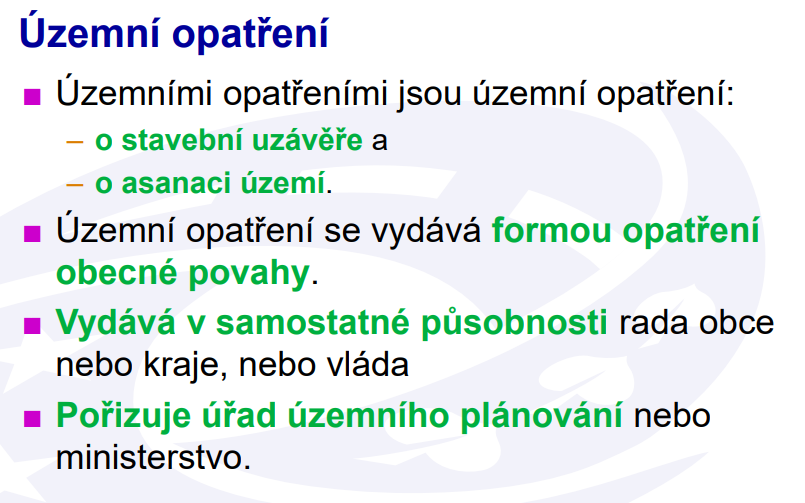 Územní opatření
■ Územními opatřeními jsou územní opatření:
– o stavební uzávěře a
– o asanaci území.
■ Územní opatření se vydává formou opatření
obecné povahy.
■ Vydává v samostatné působnosti rada obce
nebo kraje, nebo vláda
■ Pořizuje úřad územního plánování nebo
ministerstvo.